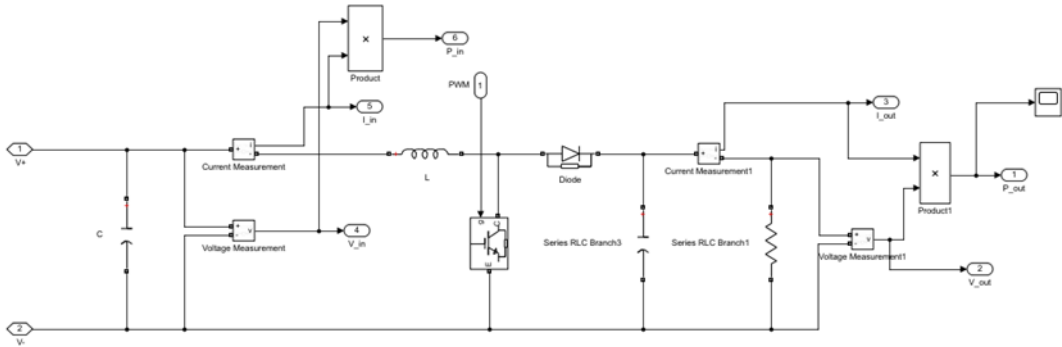 6
P_in
×
Product
PWM
1
5
I_in
3
I_out
1
V+
+
i
-
Current Measurement
L
Diode
+
i
-
Current Measurement1
×
Product1
1
P_out
C
+
-
v
Voltage Measurement
4
V_in
g
C
E
Series RLC Branch3
Series RLC Branch1
+
-
v
Voltage Measurement1
2
V_out
2
V-